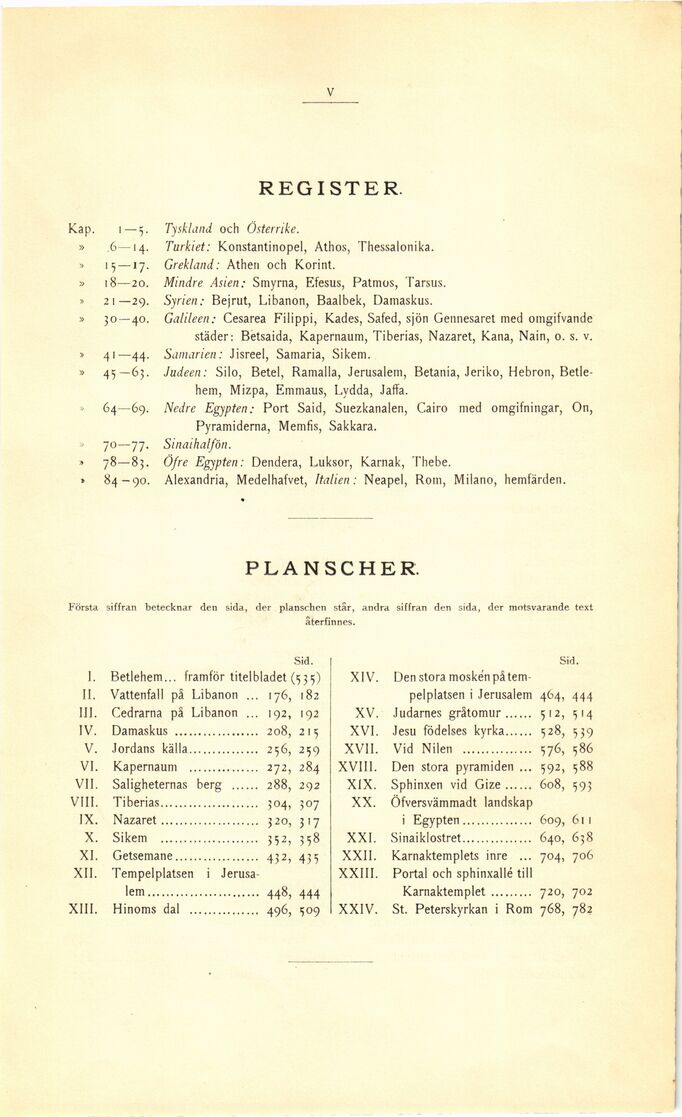 V
REGISTER.
Kap. 1—5. Tyskland och Österrike.
» 6—14. Turkiet: Konstantinopel, Athos, Thessalonika.
» 15—17. Grekland: Athen och Korint.
» 18—20. Mindre Asien: Smyrna, Efesus, Patmos, Tarsus.
» 21—29. Syrien: Bejrut, Libanon, Baalbek, Damaskus.
» 30—40. Galileen: Cesarea Filippi, Kades, Safed, sjön Gennesaret med omgifvande
städer: Betsaida, Kapernaum, Tiberias, Nazaret, Kana, Nain, o. s. v.
» 41—44. Samarien: Jisreel, Samaria, Sikem.
» 45—63. Judeen: Silo, Betel, Ramalla, Jerusalem, Betania, Jeriko, Hebron, Betle-
hem, Mizpa, Emmaus, Lydda, Jaffa.
» 64—69. Nedre Egypten: Port Said, Suezkanalen, Cairo med omgifningar, On,
Pyramiderna, Memfis, Sakkara.
» 70—77. Sinaihalfön.
» 78—83. Öfre Egypten: Dendera, Luksor, Karnak, Thebe.
» 84—90. Alexandria, Medelhafvet, Italien: Neapel, Rom, Milano, hemfärden.
PLANSCHER.
Första siffran betecknar den sida, der planschen står, andra siffran den sida, der motsvarande text
återfinnes.
Sid.
I. Betlehem... framför titelbladet (535)
II. Vattenfall på Libanon ... 176, 182
III. Cedrarna på Libanon ... 192, 192
IV. Damaskus .................. 208, 215
V. Jordans källa............... 256, 259
VI. Kapernaum ............... 272, 284
VII. Saligheternas berg ...... 288, 292
VIII. Tiberias..................... 304, 307
IX. Nazaret ..................... 320, 317
X. Sikem ..................... 352, 358
XI. Getsemane.................. 432, 435
XII. Tempelplatsen i Jerusa-
lem........................ 448, 444
XIII. Hinoms dal ............... 496, 509
Sid.
XIV. Den stora moskén på tem-
pelplatsen i Jerusalem 464, 444
XV. Judarnes gråtomur ...... 512, 514
XVI. Jesu födelses kyrka...... 528, 539
XVII. Vid Nilen ............... 576, 586
XVIII. Den stora pyramiden ... 592, 588
XIX. Sphinxen vid Gize ...... 608, 593
XX. Öfversvämmadt landskap
i Egypten............... 609, 611
XXI. Sinaiklostret............... 640, 638
XXII. Karnaktemplets inre ... 704, 706
XXIII. Portal och sphinxallé till
Karnaktemplet ......... 720, 702
XXIV. St. Peterskyrkan i Rom 768, 782